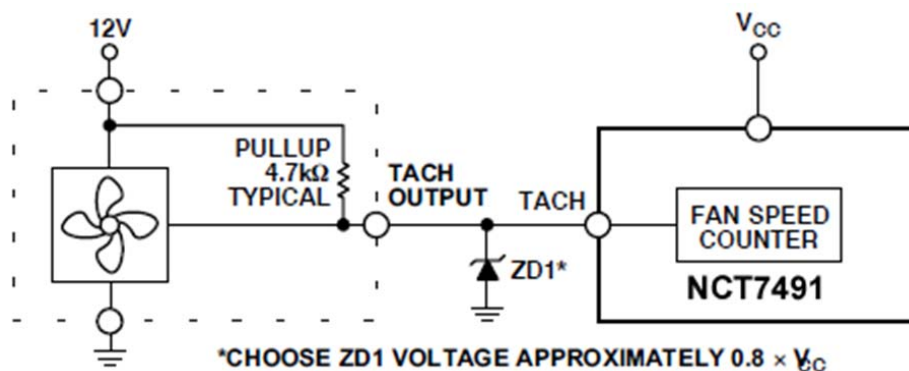 12V
VCC
PULLUP
4.7kΩ
TYPICAL
TACH
OUTPUT
TACH
FAN SPEED
COUNTER
ZD1*
NCT7491
*CHOOSE ZD1 VOLTAGE APPROXIMATELY 0.8 × VCC